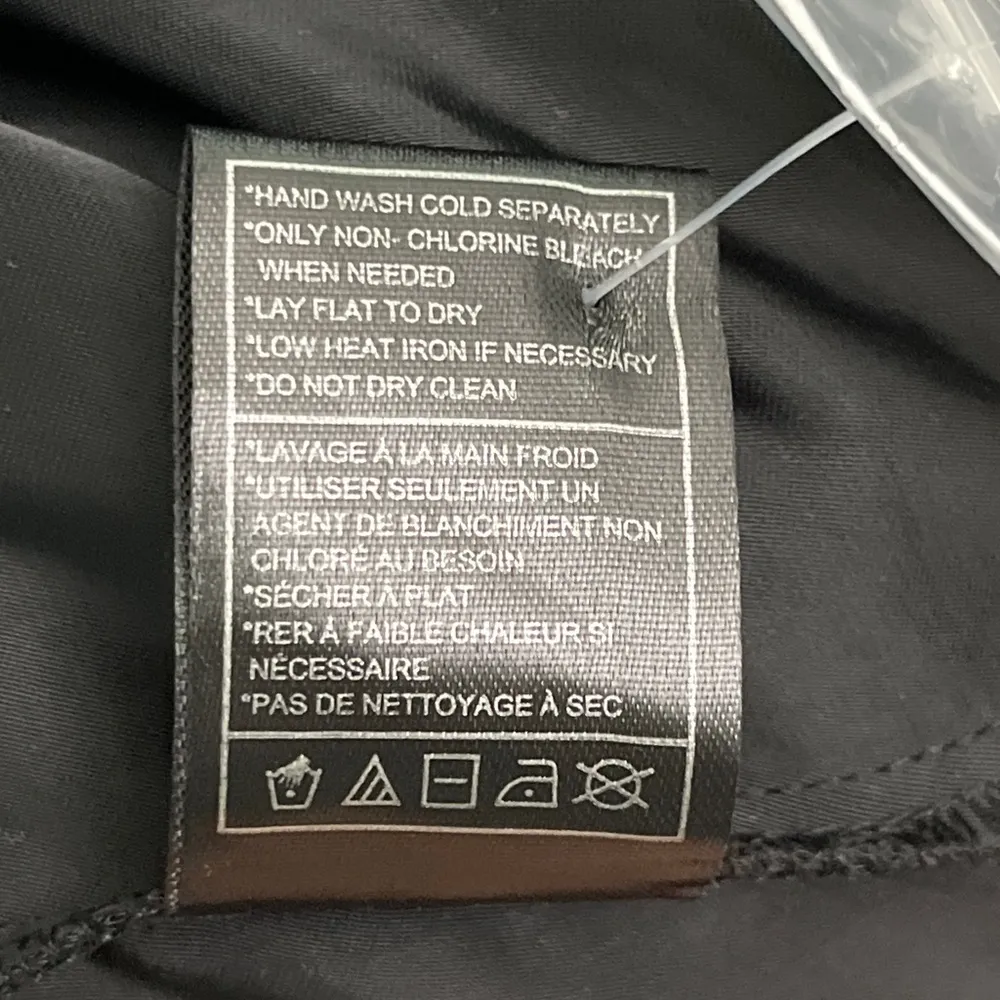 *HAND WASH COLD SEPARATELY
*ONLY NON- CHLORINE BLEACH
WHEN NEEDED
*LAY FLAT TO DRY
*LOW HEAT IRON IF NECESSARY
*DO NOT DRY CLEAN
*LAVAGE À LA MAIN FROID
*UTILISER SEULEMENT UN
AGENT DE BLANCHIMENT NON
CHLORÉ AU BESOIN
*SÉCHER À PLAT
*RER À FAIBLE CHALEUR SI
NÉCESSAIRE
*PAS DE NETTOYAGE À SEC